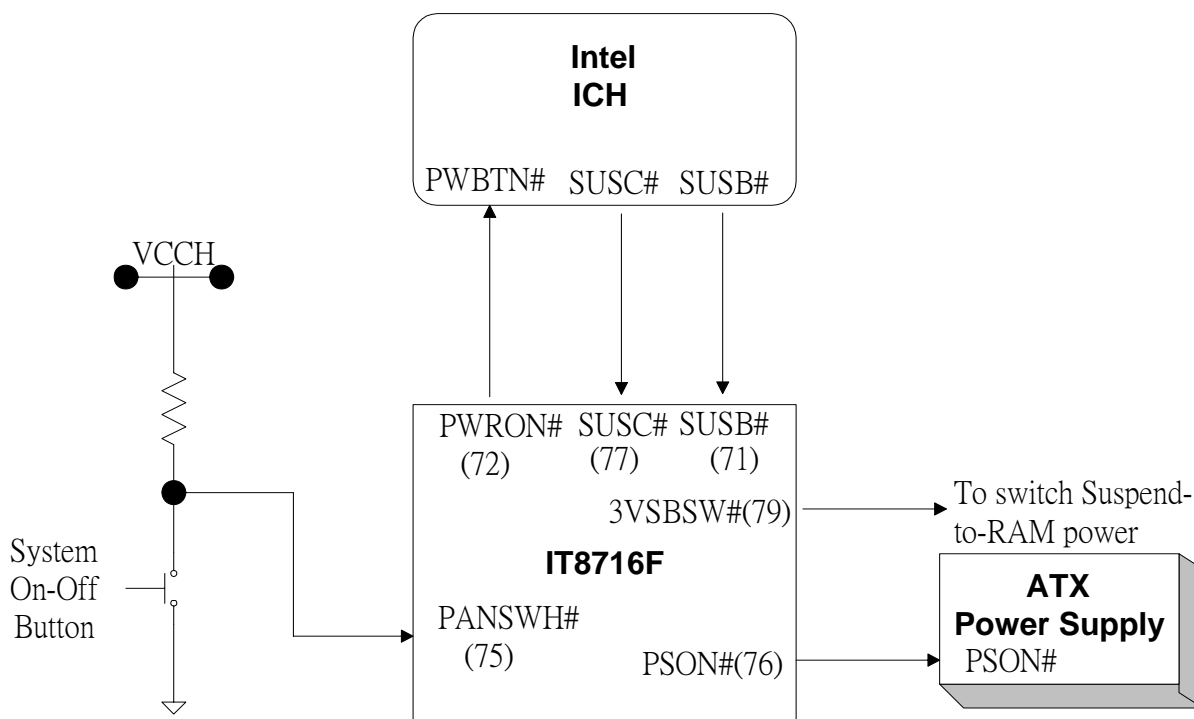 Intel
ICH
PWBTN# SUSC# SUSB#
VCCH
PWRON# SUSC# SUSB#
(72) (77) (71)
3VSBSW#(79)
To switch Suspend-
to-RAM power
IT8716F
System
On-Off
Button
PANSWH#
(75)
PSON#(76)
ATX
Power Supply
PSON#